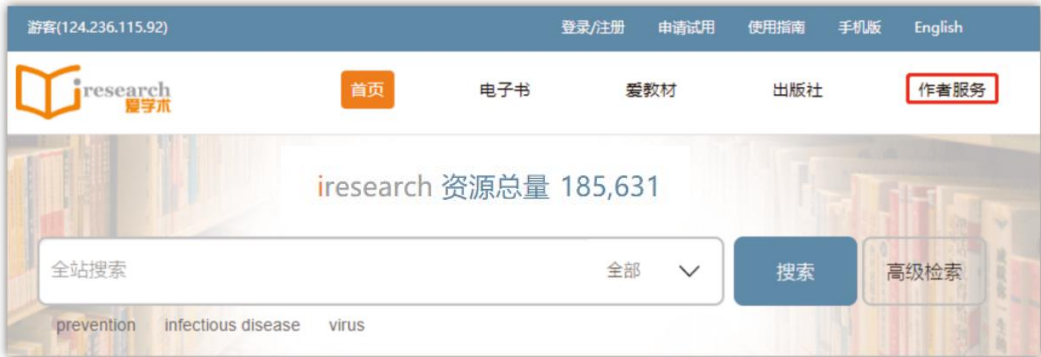 游客(124.236.115.92) 登录/注册 申请试用 使用指南 手机版 English
iresearch
爱学术
首页 电子书 爱教材 出版社 作者服务
iresearch 资源总量 185,631
全站搜索 全部 搜索 高级检索
prevention infectious disease virus